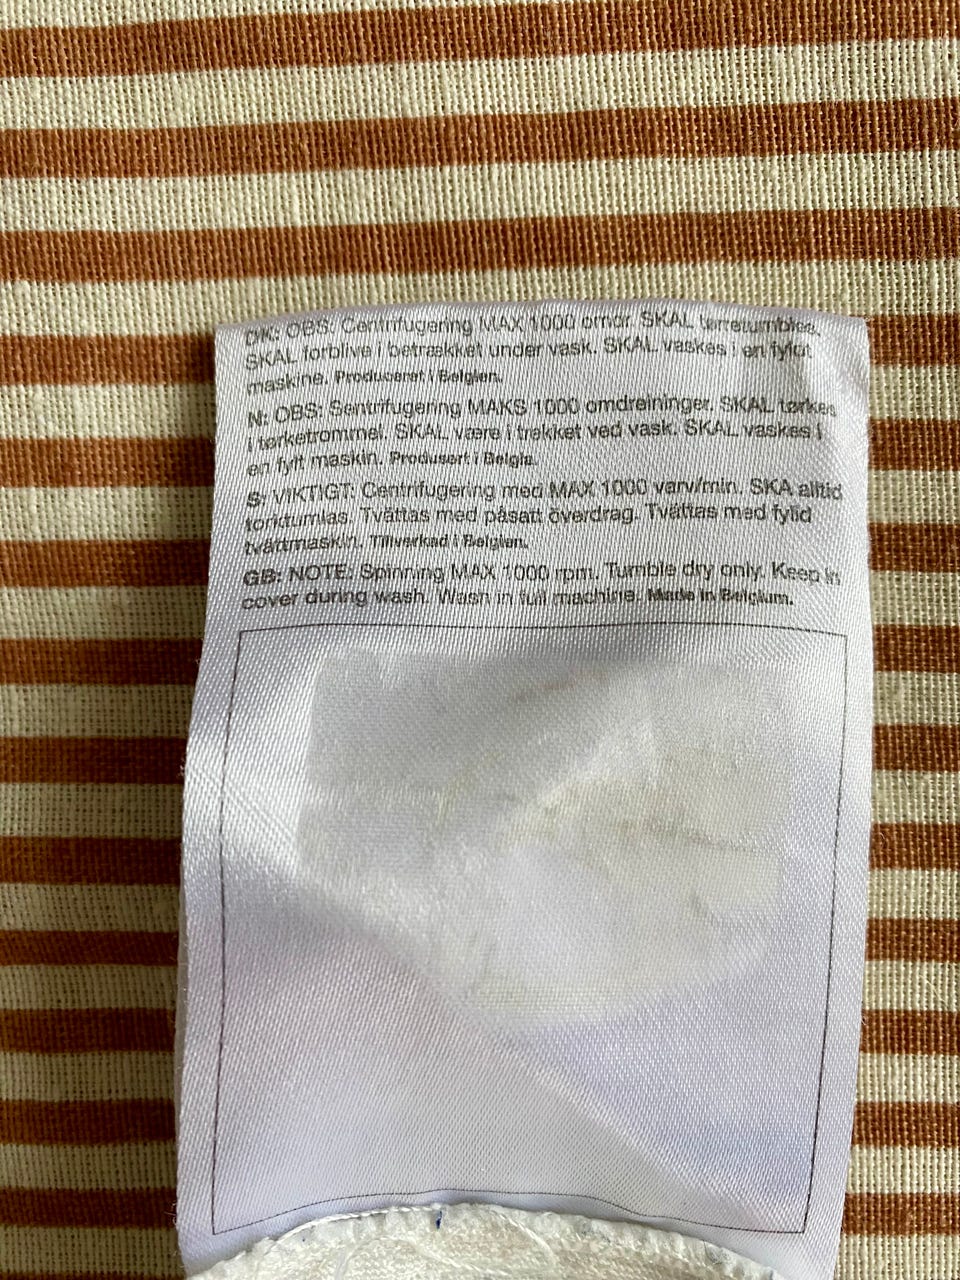 DK: OBS: Centrifugering MAX 1000 omdr. SKAL tørretumbles.
SKAL forblive i betrækket under vask. SKAL vaskes i en fyldt
maskine. Produceret i Belgien.
N: OBS: Sentrifugering MAKS 1000 omdreininger. SKAL tørkes
i tørketrommel. SKAL være i trekket ved vask. SKAL vaskes i
en fylt maskin. Produsert i Belgia.
S: VIKTIGT: Centrifugering med MAX 1000 varv/min. SKA alltid
torktumlas. Tvättas med påsatt överdrag. Tvättas med fylld
tvättmaskin. Tillverkad i Belgien.
GB: NOTE: Spinning MAX 1000 rpm. Tumble dry only. Keep in
cover during wash. Wash in full machine. Made in Belgium.